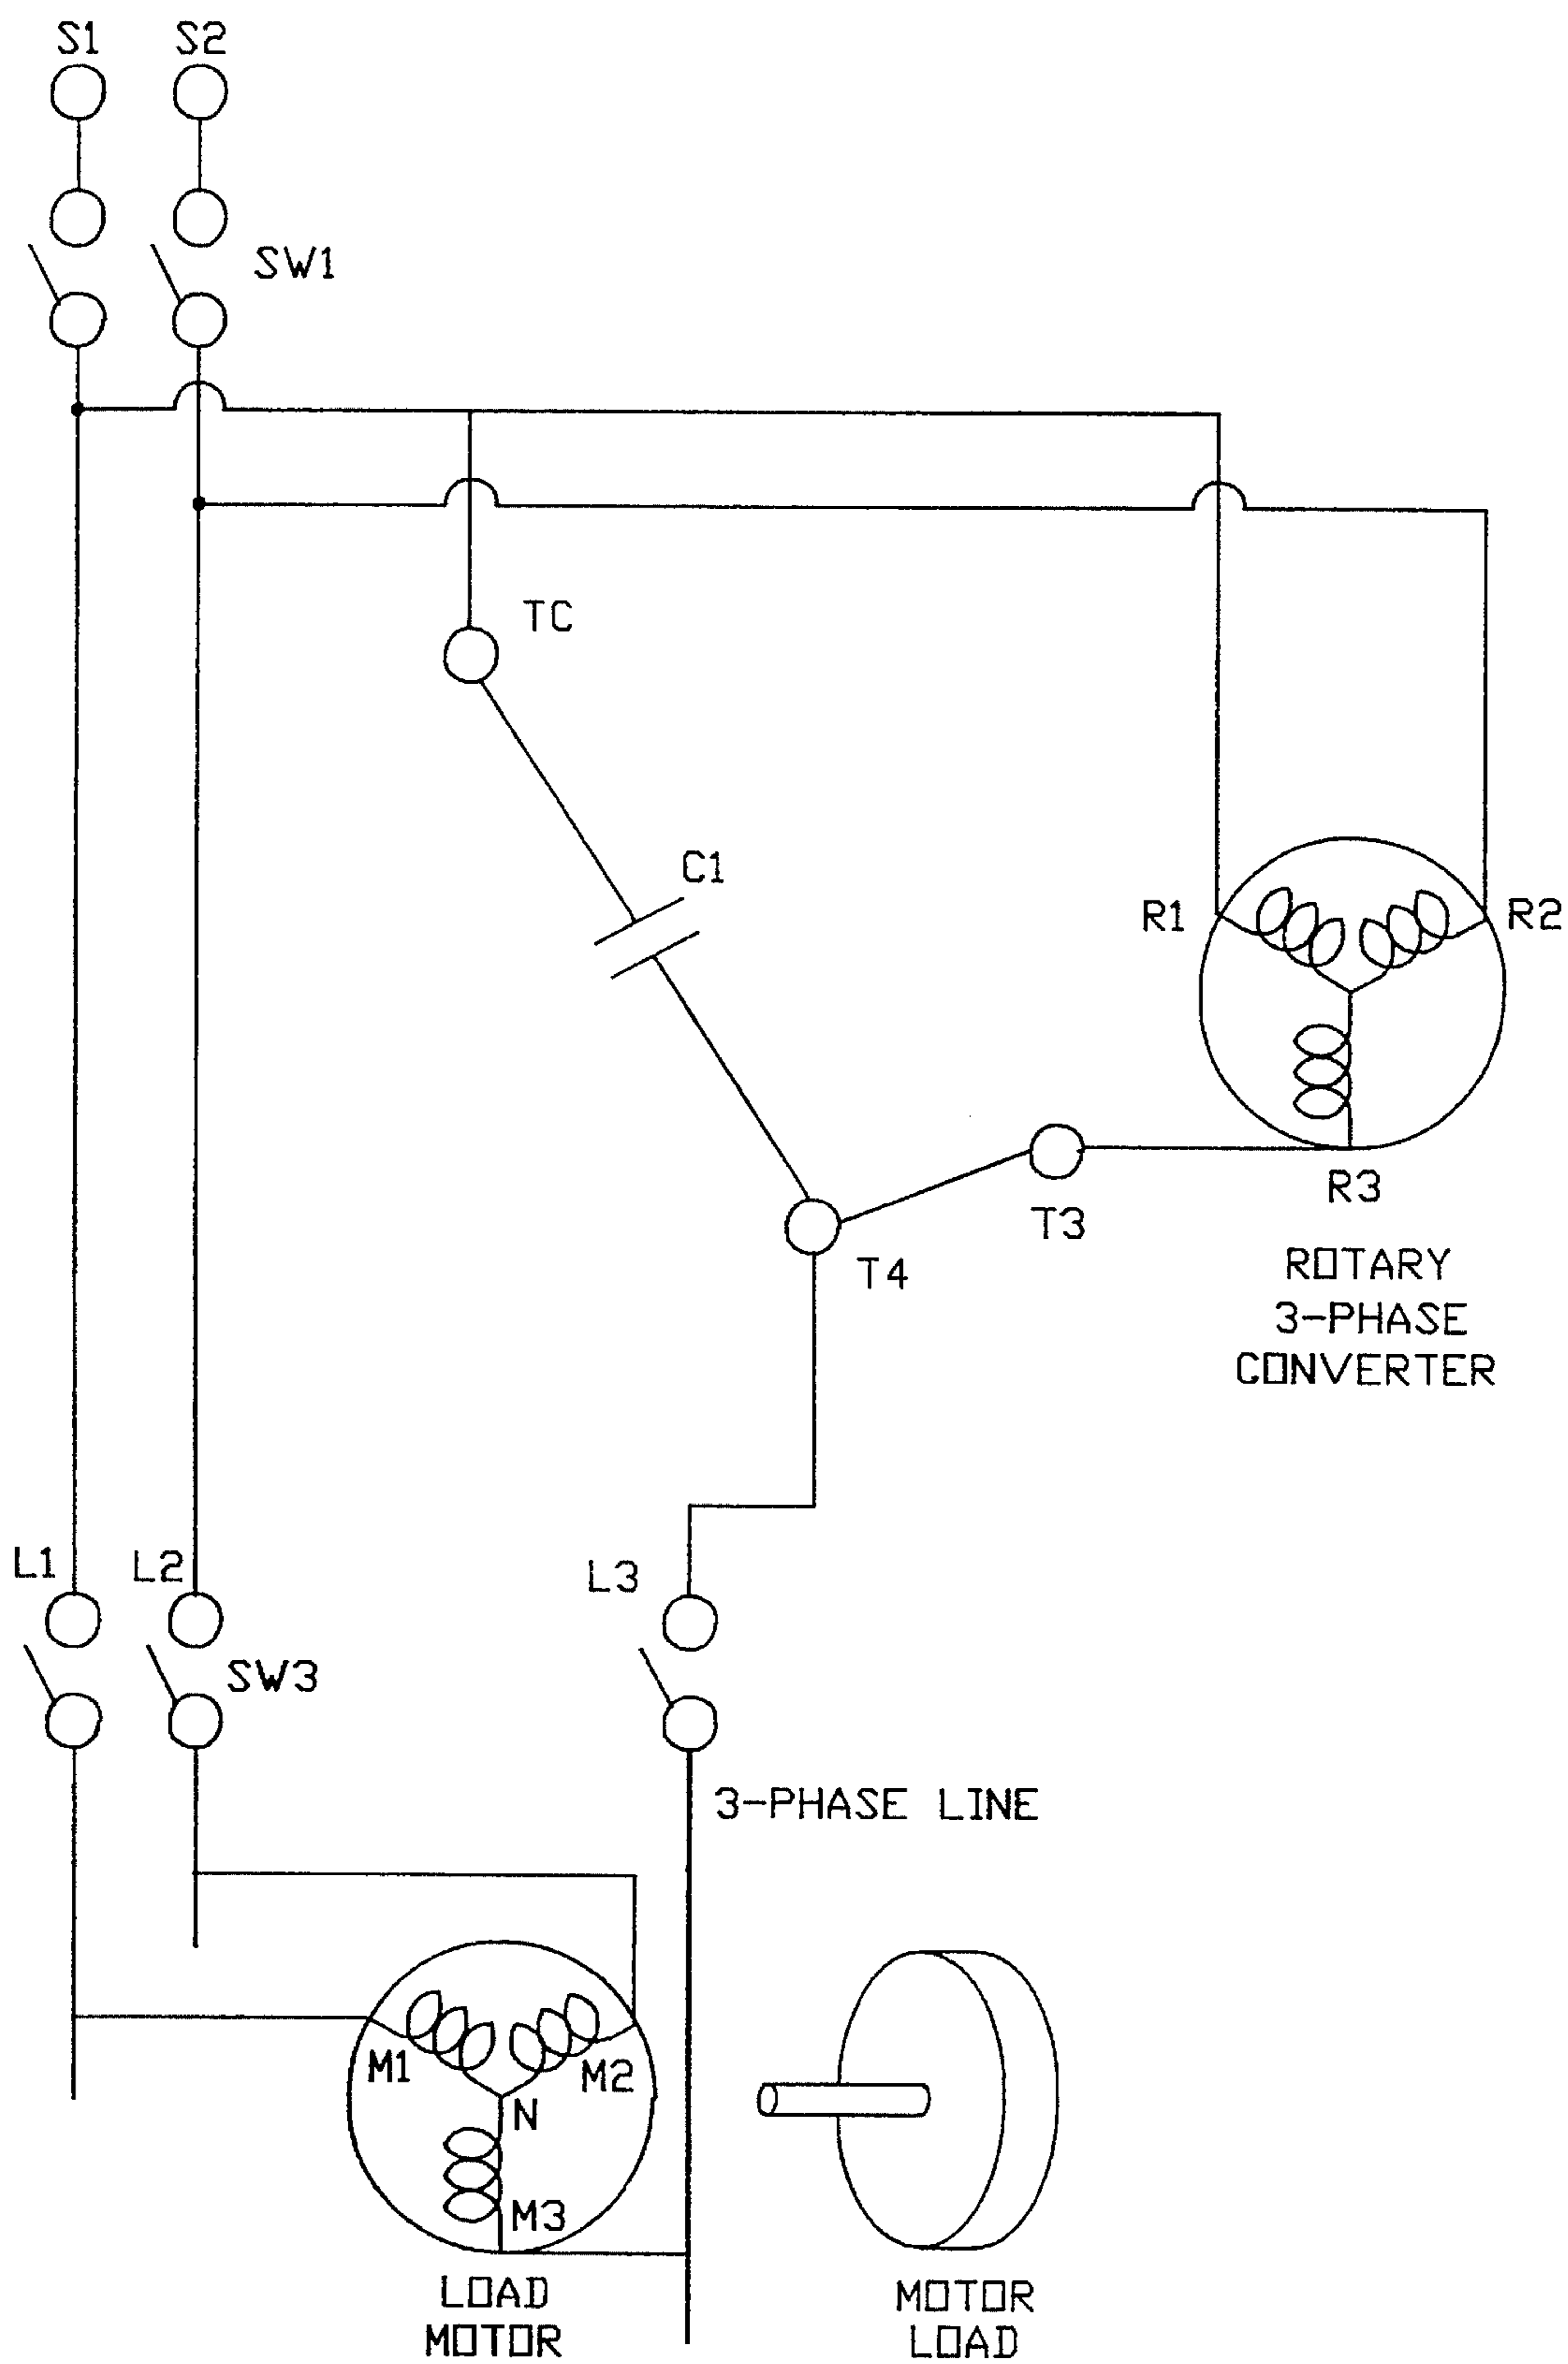 S1 S2
SW1
TC
C1
R1 R2
R3
T3
T4
ROTARY
3-PHASE
CONVERTER
L1 L2 L3
SW3
3-PHASE LINE
M1 M2
N
M3
LOAD
MOTOR
MOTOR
LOAD